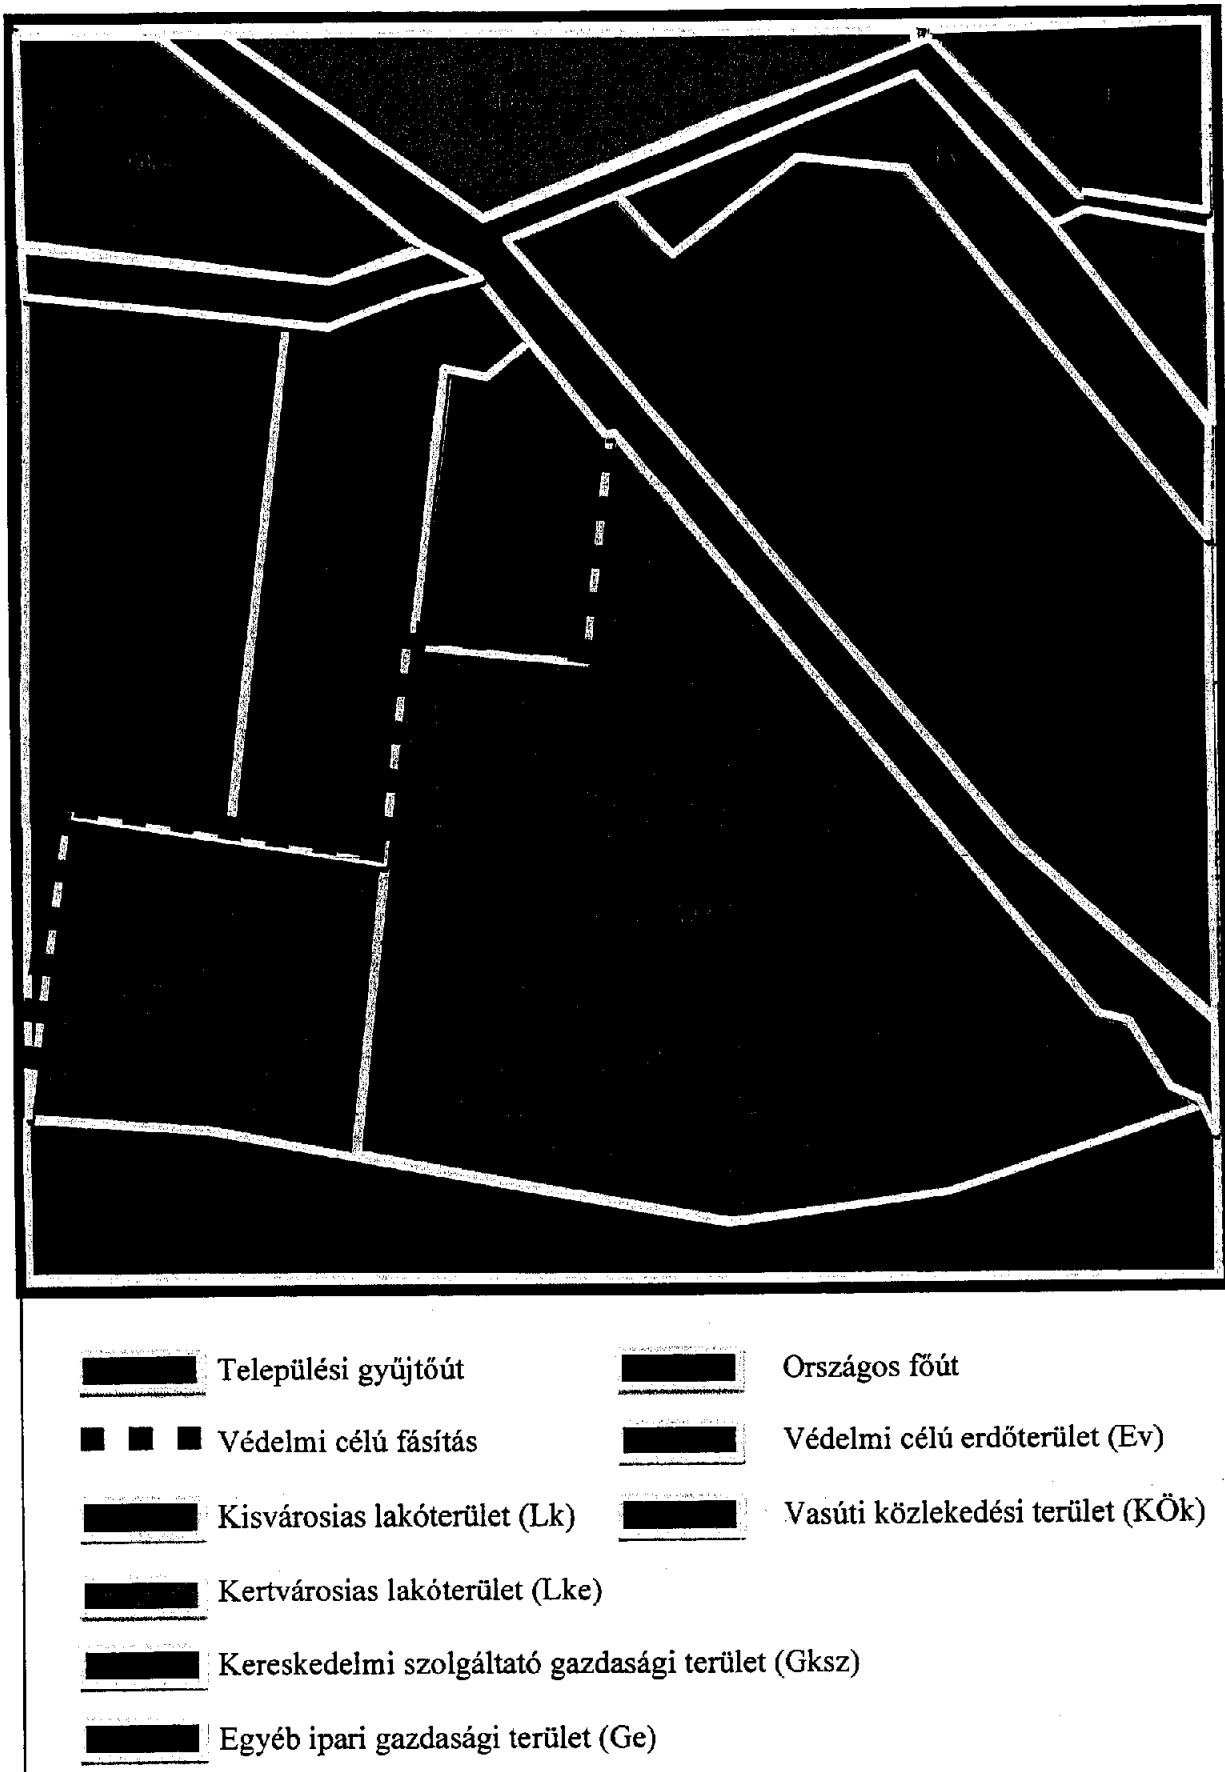 Települési gyűjtőút
Országos főút
Védelmi célú fásítás
Védelmi célú erdőterület (Ev)
Kisvárosias lakóterület (Lk)
Vasúti közlekedési terület (KÖk)
Kertvárosias lakóterület (Lke)
Kereskedelmi szolgáltató gazdasági terület (Gksz)
Egyéb ipari gazdasági terület (Ge)